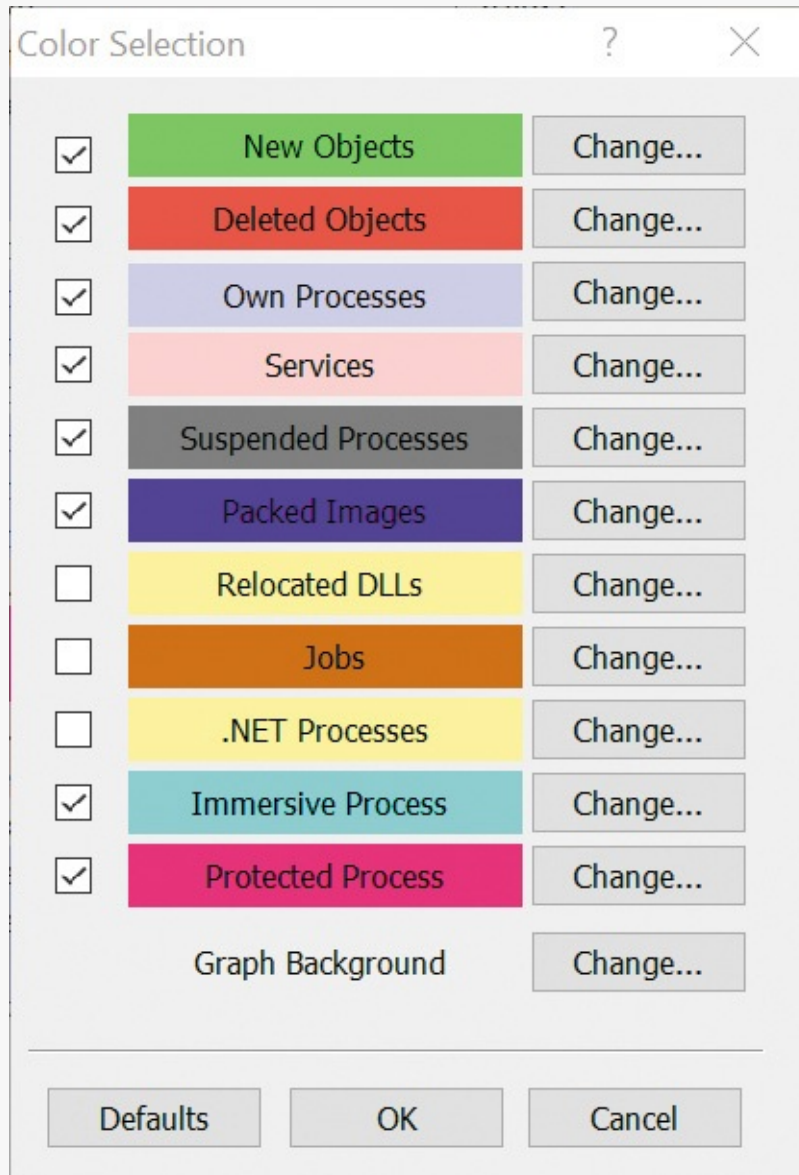 Color Selection ?
New Objects Change...
Deleted Objects Change...
Own Processes Change...
Services Change...
Suspended Processes Change...
Packed Images Change...
Relocated DLLs Change...
Jobs Change...
.NET Processes Change...
Immersive Process Change...
Protected Process Change...
Graph Background Change...
Defaults OK Cancel